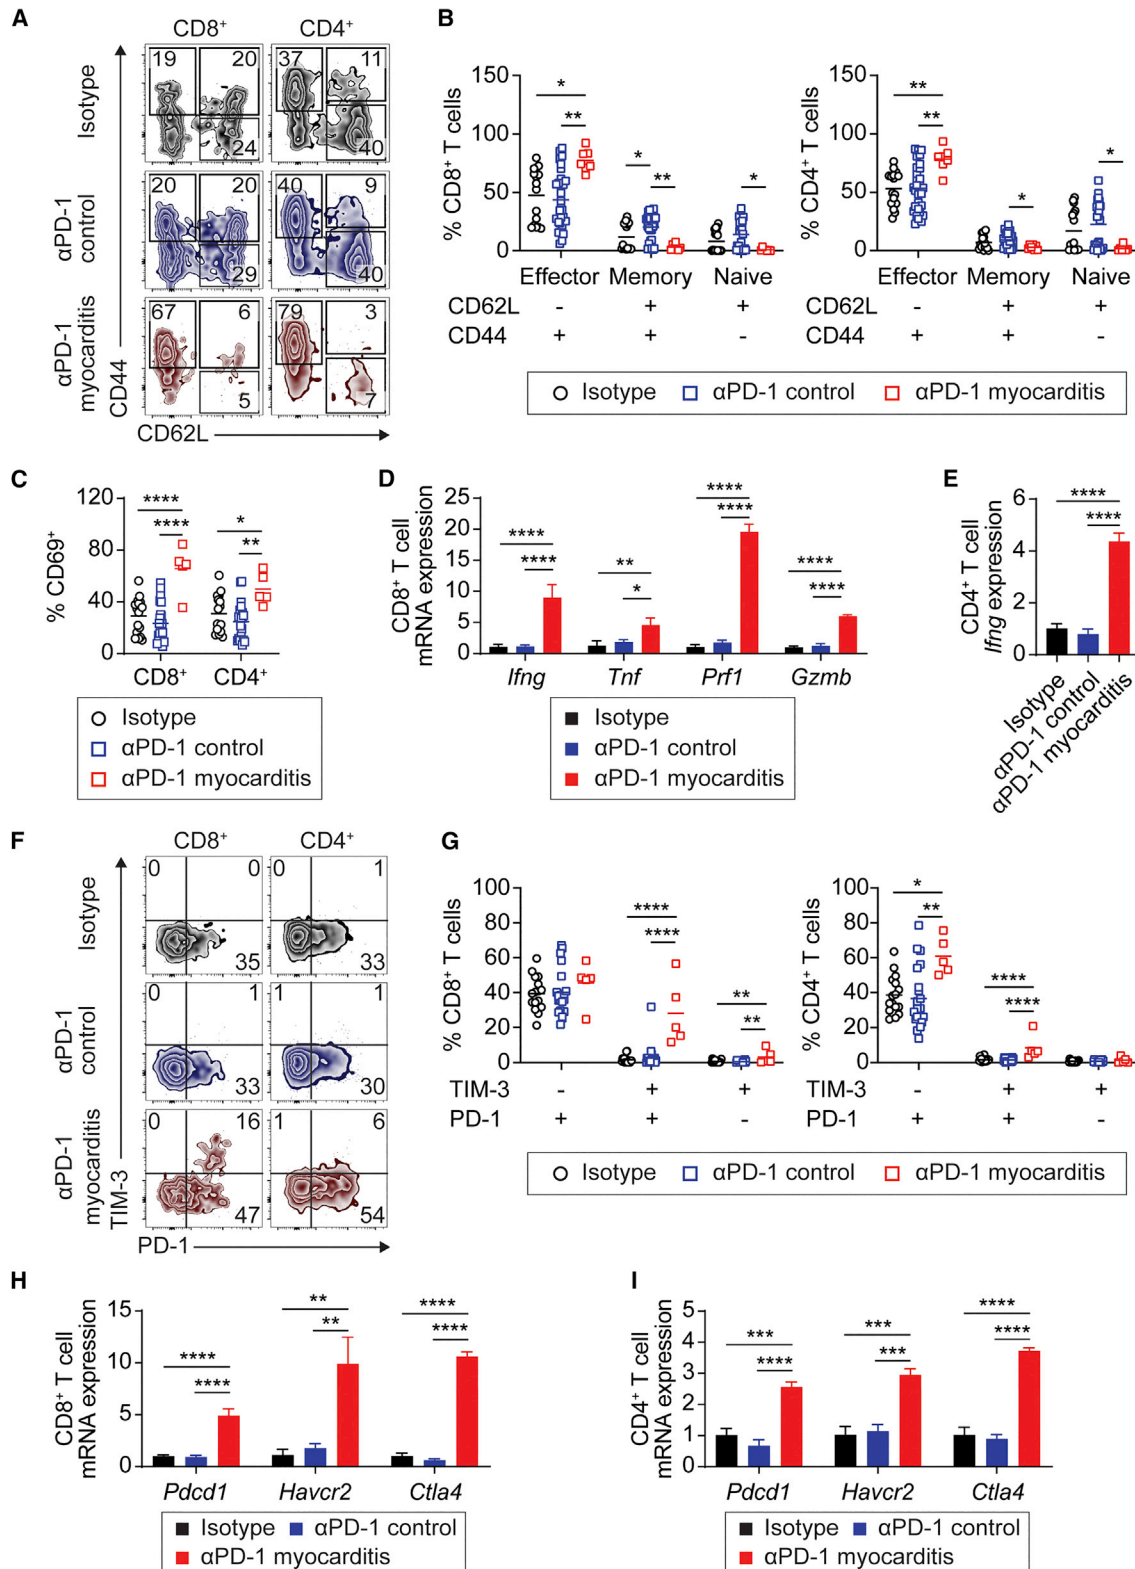 A
CD8+ CD4+
Isotype
19 20 37 11
24 40
αPD-1 control
20 20 40 9
29 40
αPD-1 myocarditis
67 6 79 3
5 7
CD44
CD62L
B
% CD8+ T cells
150
100
50
0
Effector Memory Naive
CD62L - + +
CD44 + + -
* ** * ** *
% CD4+ T cells
150
100
50
0
Effector Memory Naive
CD62L - + +
CD44 + + -
** ** * *
Isotype αPD-1 control αPD-1 myocarditis
C
% CD69+
120
80
40
0
**** **** * **
CD8+ CD4+
Isotype
αPD-1 control
αPD-1 myocarditis
D
CD8+ T cell
mRNA expression
25
20
15
10
5
0
**** **** ** * **** **** **** ****
Ifng Tnf Prf1 Gzmb
Isotype
αPD-1 control
αPD-1 myocarditis
E
CD4+ T cell
Ifng expression
6
4
2
0
****
****
Isotype
αPD-1 control
αPD-1 myocarditis
F
CD8+ CD4+
Isotype
0 0 0 1
35 33
αPD-1 control
0 1 1 1
33 30
αPD-1 myocarditis
0 16 1 6
47 54
TIM-3
PD-1
G
% CD8+ T cells
100
80
60
40
20
0
**** **** ** **
TIM-3 - + +
PD-1 + + -
% CD4+ T cells
100
80
60
40
20
0
* ** **** ****
TIM-3 - + +
PD-1 + + -
Isotype αPD-1 control αPD-1 myocarditis
H
CD8+ T cell
mRNA expression
15
10
5
0
**** **** ** ** **** ****
Pdcd1 Havcr2 Ctla4
Isotype αPD-1 control
αPD-1 myocarditis
I
CD4+ T cell
mRNA expression
5
4
3
2
1
0
*** **** *** *** **** ****
Pdcd1 Havcr2 Ctla4
Isotype αPD-1 control
αPD-1 myocarditis